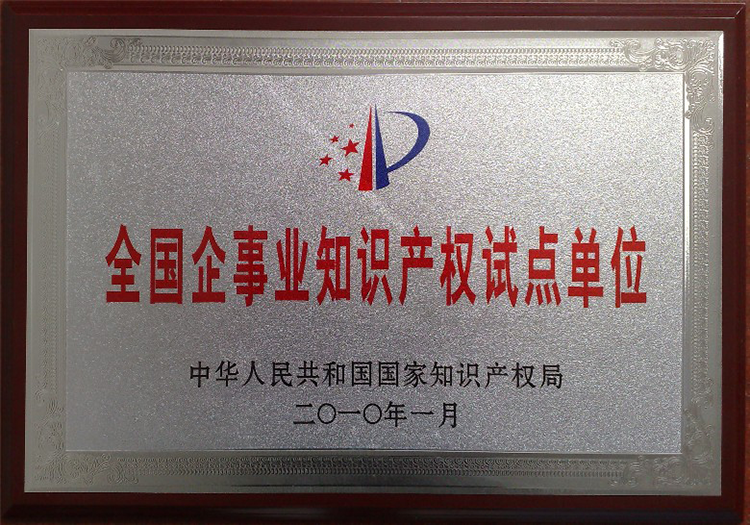 全国企事业知识产权试点单位
中华人民共和国国家知识产权局
二〇一〇年一月